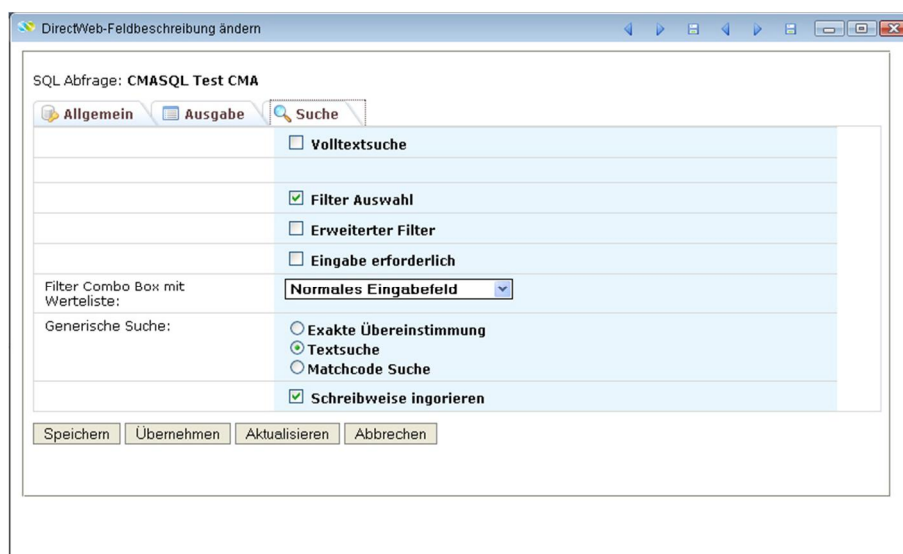 DirectWeb-Feldbeschreibung ändern
SQL Abfrage: CMASQL Test CMA
Allgemein Ausgabe Suche
Volltextsuche
Filter Auswahl
Erweiterter Filter
Eingabe erforderlich
Filter Combo Box mit
Werteliste:
Normales Eingabefeld
Generische Suche:
Exakte Übereinstimmung
Textsuche
Matchcode Suche
Schreibweise ingorieren
Speichern Übernehmen Aktualisieren Abbrechen